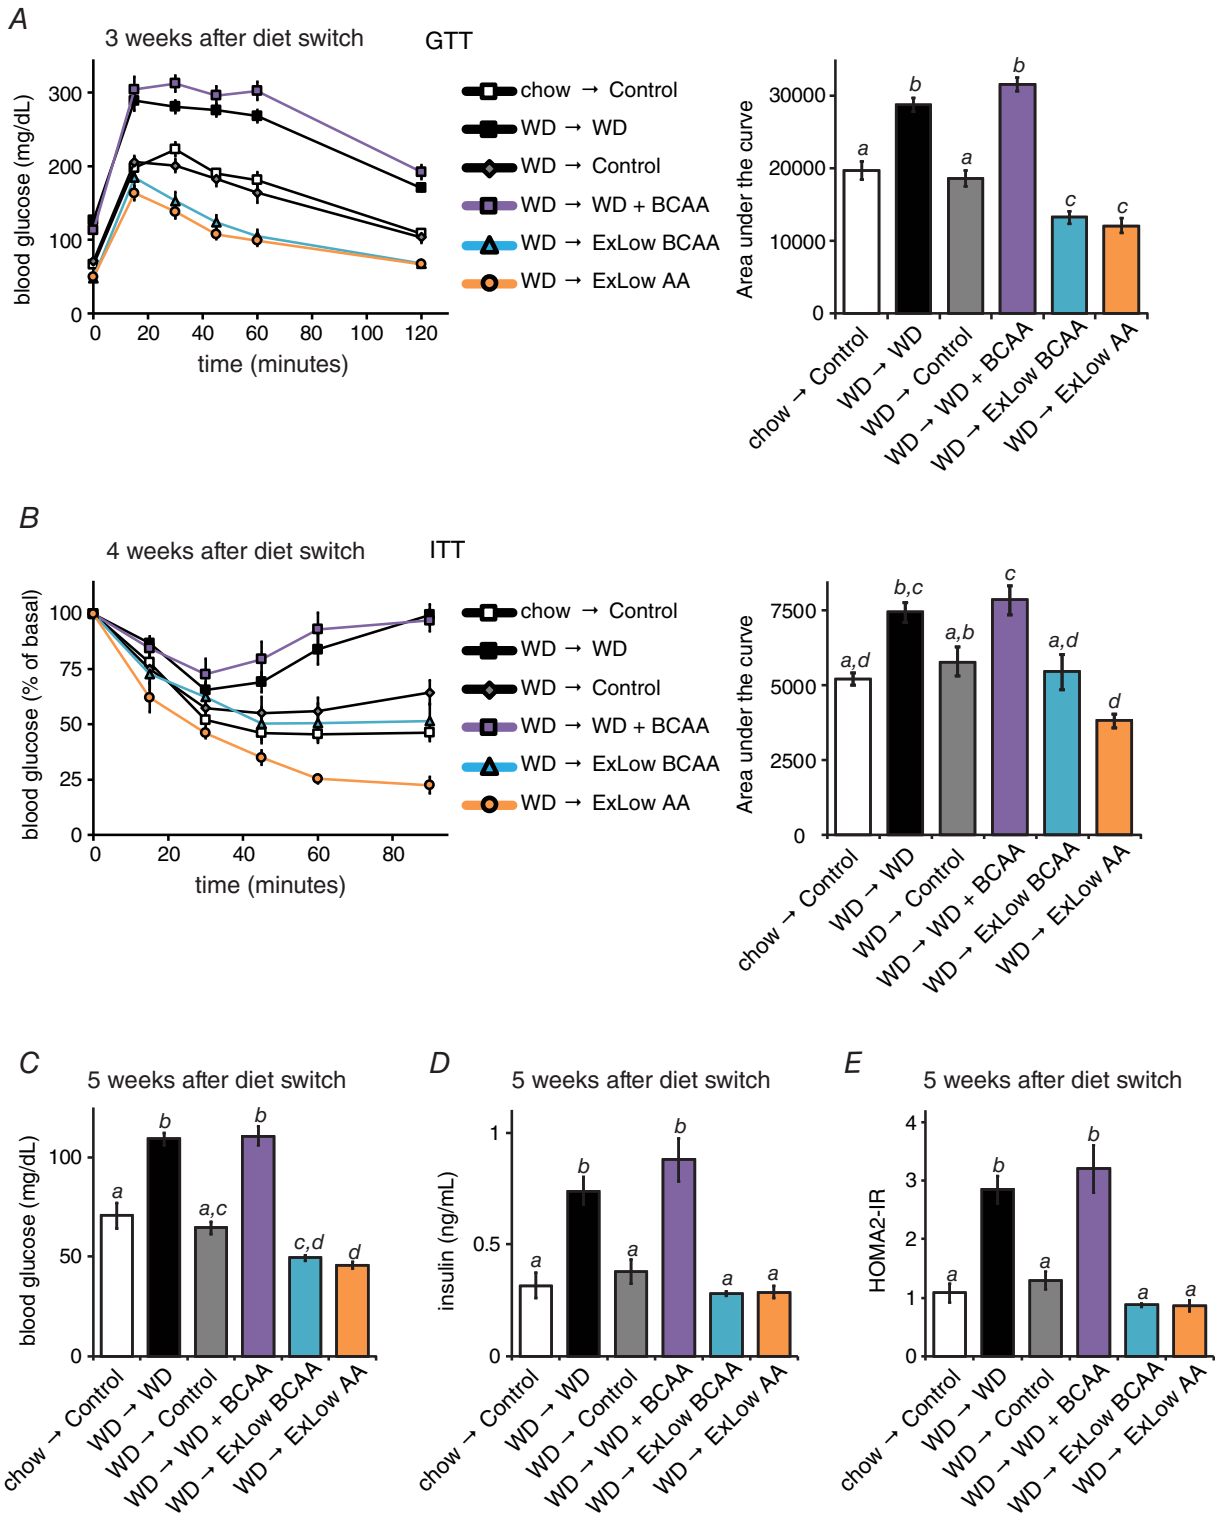 A
3 weeks after diet switch
GTT
blood glucose (mg/dL)
300
200
100
0
0
20
40
60
80
100
120
time (minutes)
chow → Control
WD → WD
WD → Control
WD → WD + BCAA
WD → ExLow BCAA
WD → ExLow AA
Area under the curve
30000
20000
10000
0
a
b
a
b
c
c
chow → Control
WD → WD
WD → Control
WD → WD + BCAA
WD → ExLow BCAA
WD → ExLow AA
B
4 weeks after diet switch
ITT
blood glucose (% of basal)
100
75
50
25
0
0
20
40
60
80
time (minutes)
chow → Control
WD → WD
WD → Control
WD → WD + BCAA
WD → ExLow BCAA
WD → ExLow AA
Area under the curve
7500
5000
2500
0
a,d
b,c
a,b
c
a,d
d
chow → Control
WD → WD
WD → Control
WD → WD + BCAA
WD → ExLow BCAA
WD → ExLow AA
C
5 weeks after diet switch
blood glucose (mg/dL)
100
50
0
a
b
a,c
b
c,d
d
chow → Control
WD → WD
WD → Control
WD → WD + BCAA
WD → ExLow BCAA
WD → ExLow AA
D
5 weeks after diet switch
insulin (ng/mL)
1
0.5
0
a
b
a
b
a
a
chow → Control
WD → WD
WD → Control
WD → WD + BCAA
WD → ExLow BCAA
WD → ExLow AA
E
5 weeks after diet switch
HOMA2-IR
4
3
2
1
0
a
b
a
b
a
a
chow → Control
WD → WD
WD → Control
WD → WD + BCAA
WD → ExLow BCAA
WD → ExLow AA